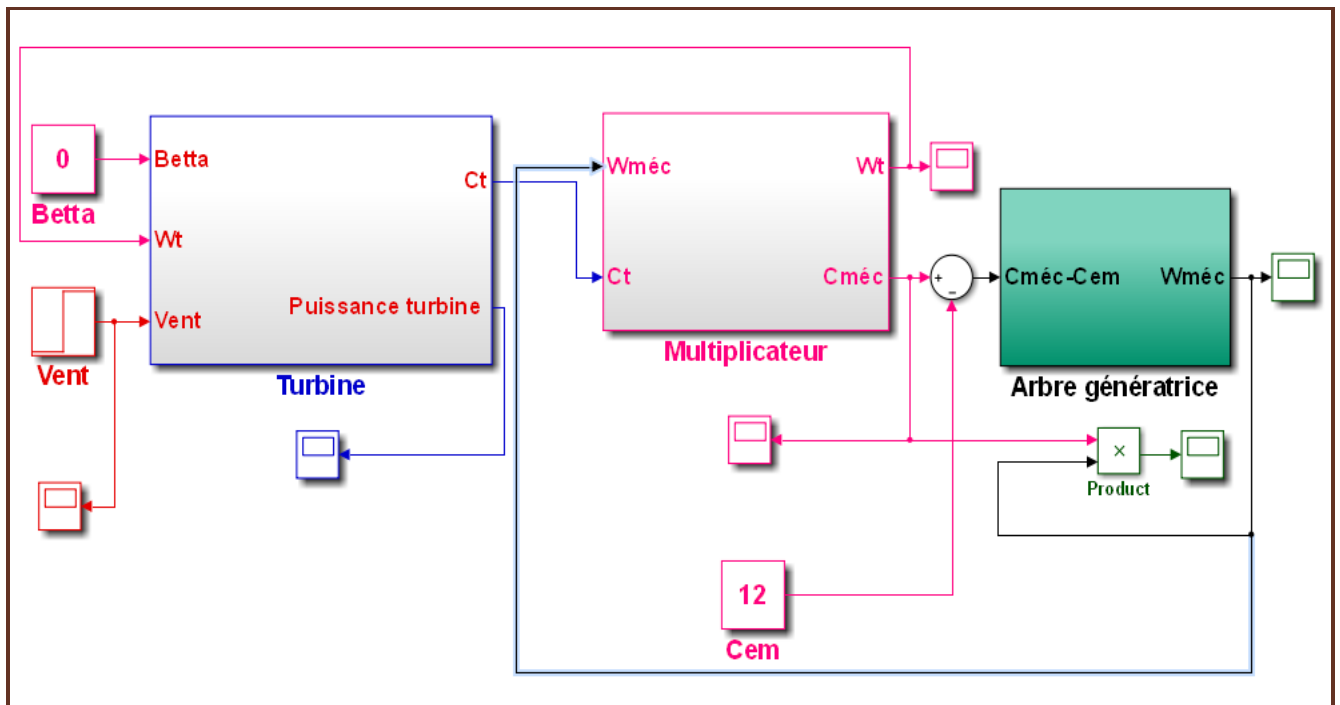 0
Betta
Vent
Betta
Wt
Vent
Ct
Puissance turbine
Turbine
Wméc
Ct
Wt
Cméc
Multiplicateur
+
−
Cméc-Cem
Wméc
Arbre génératrice
×
Product
12
Cem